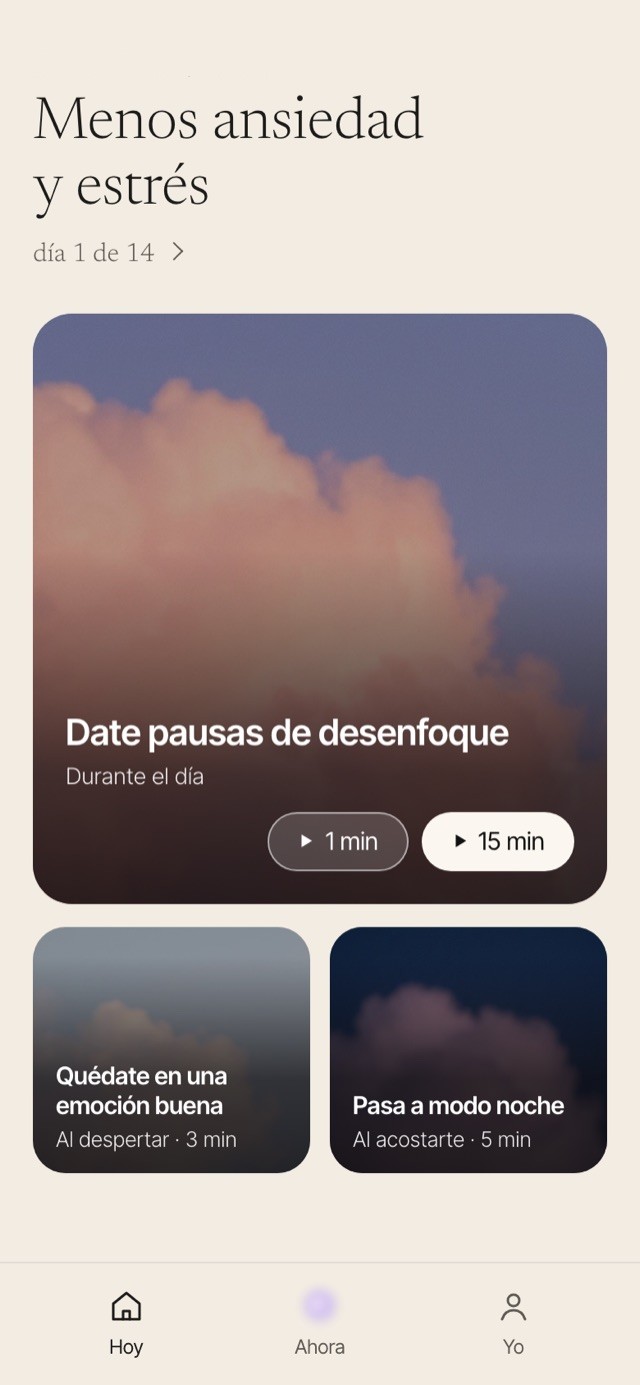 Menos ansiedad
y estrés
día 1 de 14
Date pausas de desenfoque
Durante el día
1 min
15 min
Quédate en una
emoción buena
Al despertar · 3 min
Pasa a modo noche
Al acostarte · 5 min
Hoy
Ahora
Yo